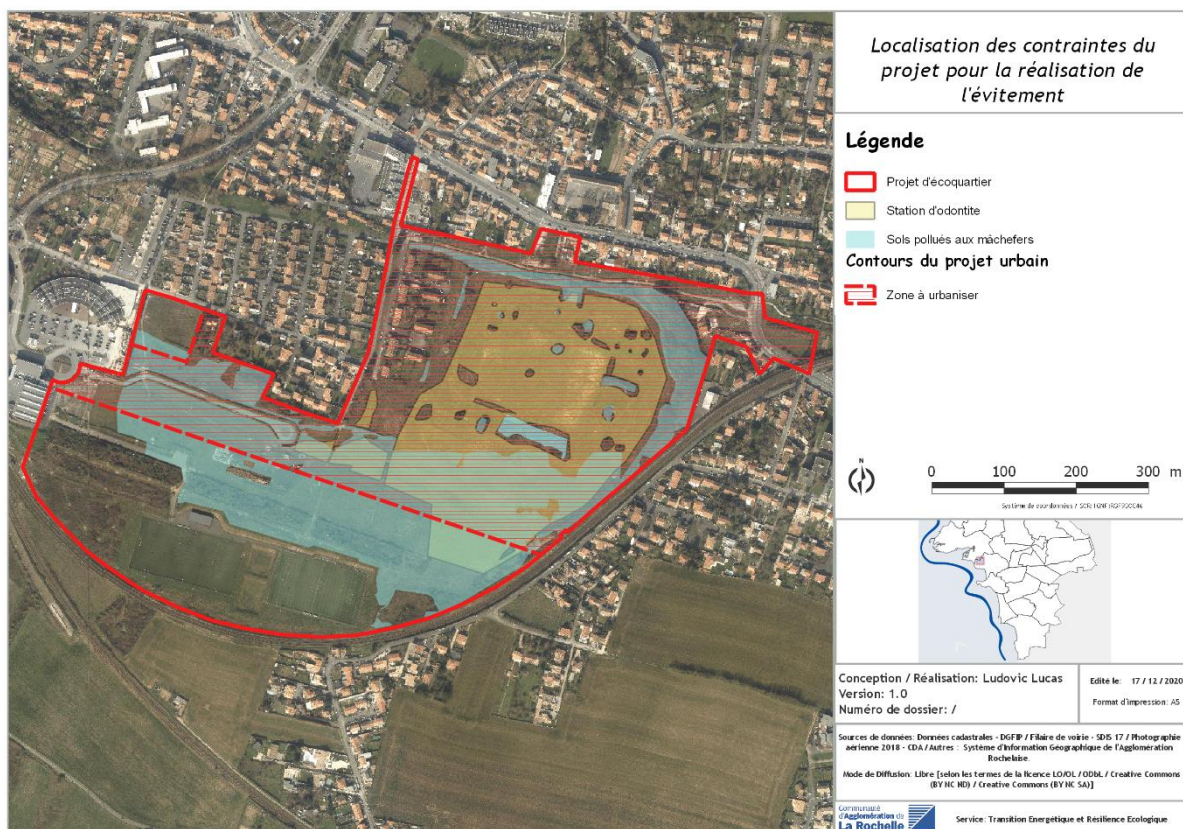 Localisation des contraintes du
projet pour la réalisation de
l'évitement
Légende
Projet d'écoquartier
Station d'odontite
Sols pollués aux mâchefers
Contours du projet urbain
Zone à urbaniser
N
0 100 200 300 m
Conception / Réalisation: Ludovic Lucas
Version: 1.0
Numéro de dossier: /
Edité le: 17 / 12 / 2020
Format d'impression: A5
Sources de données: Données cadastrales - DGFIP / Filaire de voirie - SDIS 17 / Photographie
aérienne 2018 - CDA / Autres : Système d'Information Géographique de l'Agglomération
Rochelaise.
Mode de Diffusion: Libre [selon les termes de la licence LO/OL / ODbL / Creative Commons
(BY NC ND) / Creative Commons (BY NC SA)]
Communauté
d'Agglomération de
La Rochelle
Service: Transition Energétique et Résilience Ecologique